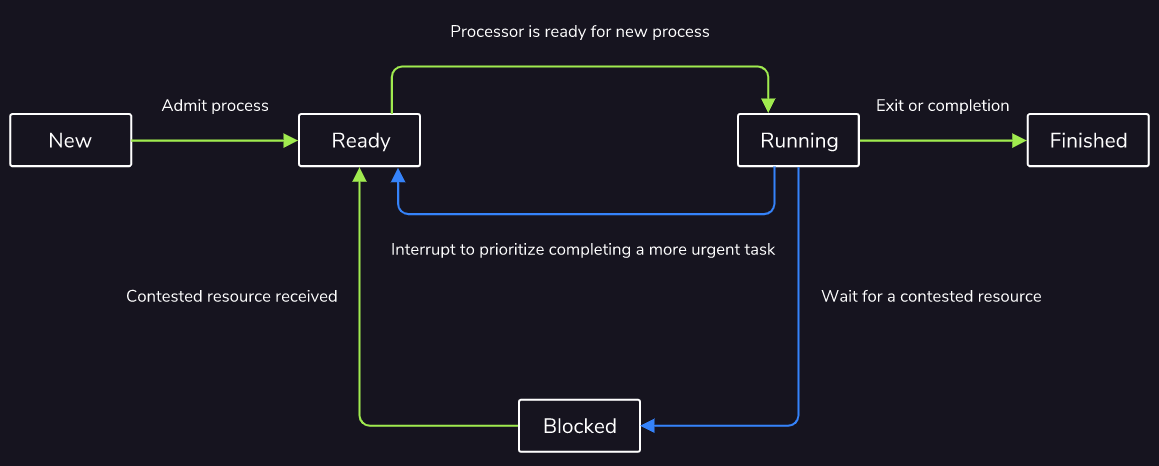 Processor is ready for new process
Admit process
Exit or completion
New
Ready
Running
Finished
Interrupt to prioritize completing a more urgent task
Contested resource received
Wait for a contested resource
Blocked